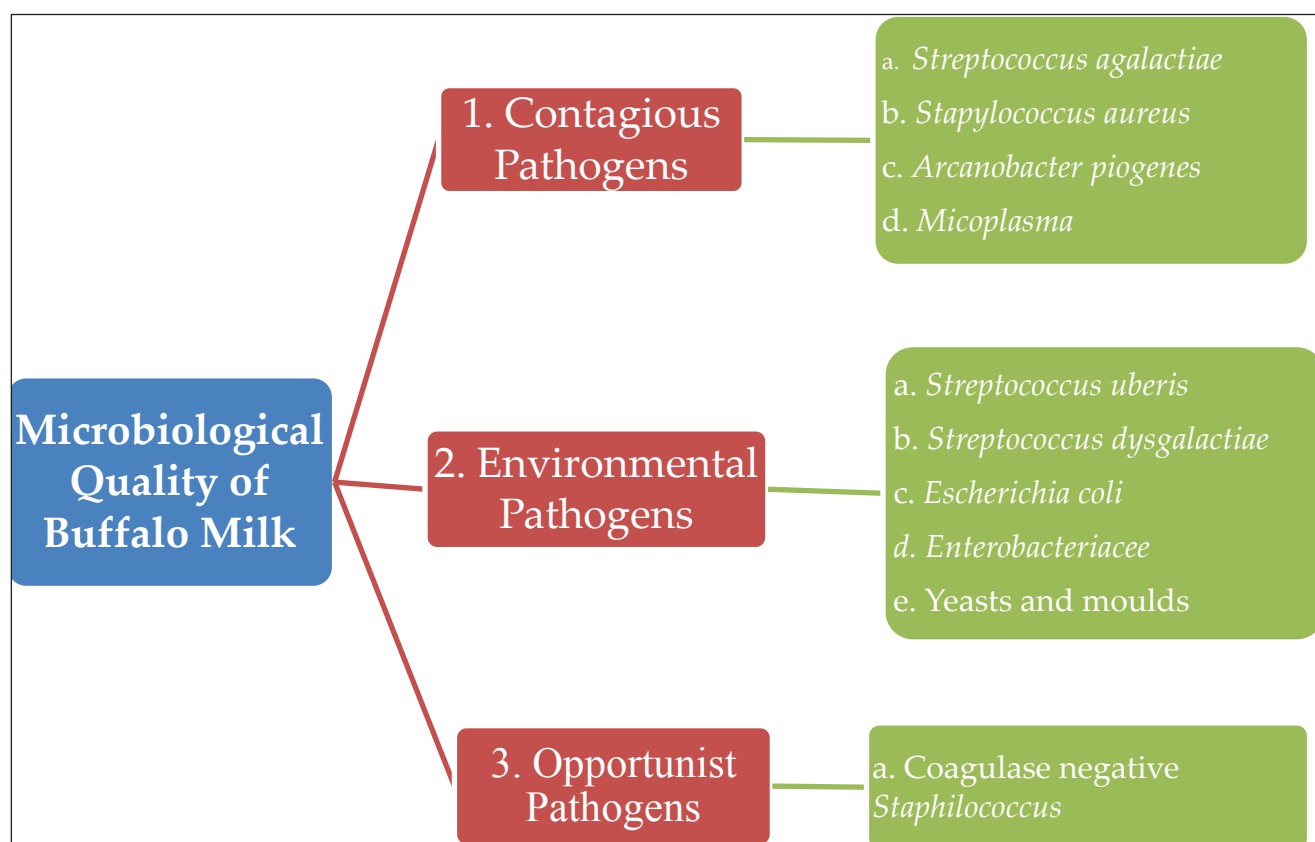 Microbiological
Quality of
Buffalo Milk
1. Contagious
Pathogens
a. Streptococcus agalactiae
b. Stapylococcus aureus
c. Arcanobacter piogenes
d. Micoplasma
2. Environmental
Pathogens
a. Streptococcus uberis
b. Streptococcus dysgalactiae
c. Escherichia coli
d. Enterobacteriacee
e. Yeasts and moulds
3. Opportunist
Pathogens
a. Coagulase negative
Staphilococcus